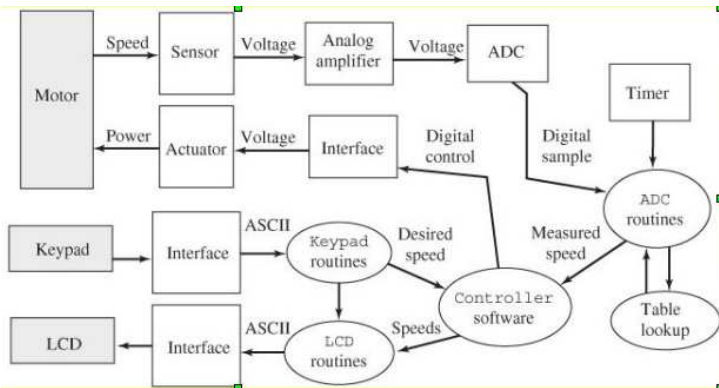 Speed
Sensor
Voltage
Analog
amplifier
Voltage
ADC
Motor
Timer
Power
Actuator
Voltage
Interface
Digital
control
Digital
sample
ADC
routines
Keypad
Interface
ASCII
Keypad
routines
Desired
speed
Measured
speed
Controller
software
Table
lookup
LCD
Interface
ASCII
LCD
routines
Speeds